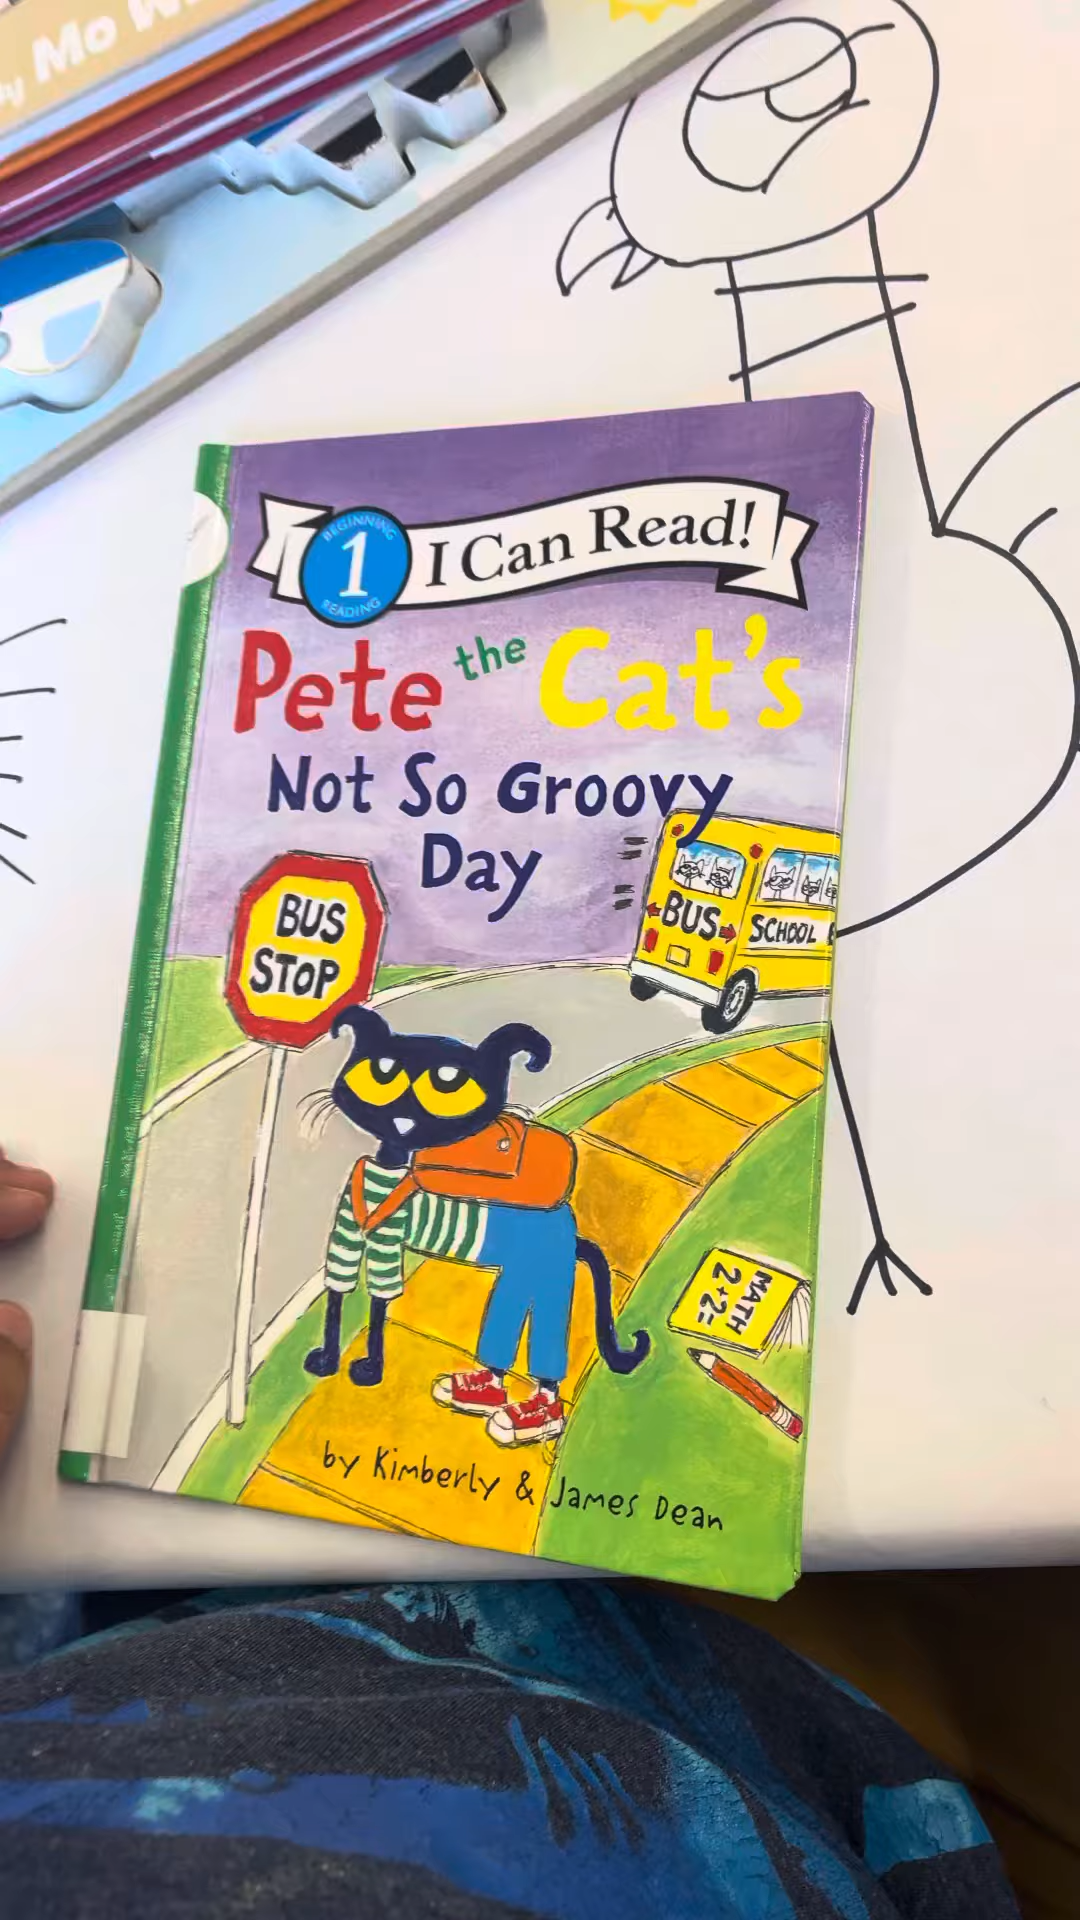 by Mo W
BEGINNING
1
READING
I Can Read!
Pete the Cat's
Not So Groovy
Day
BUS
STOP
BUS
SCHOOL
MATH
2+2=
by Kimberly & James Dean